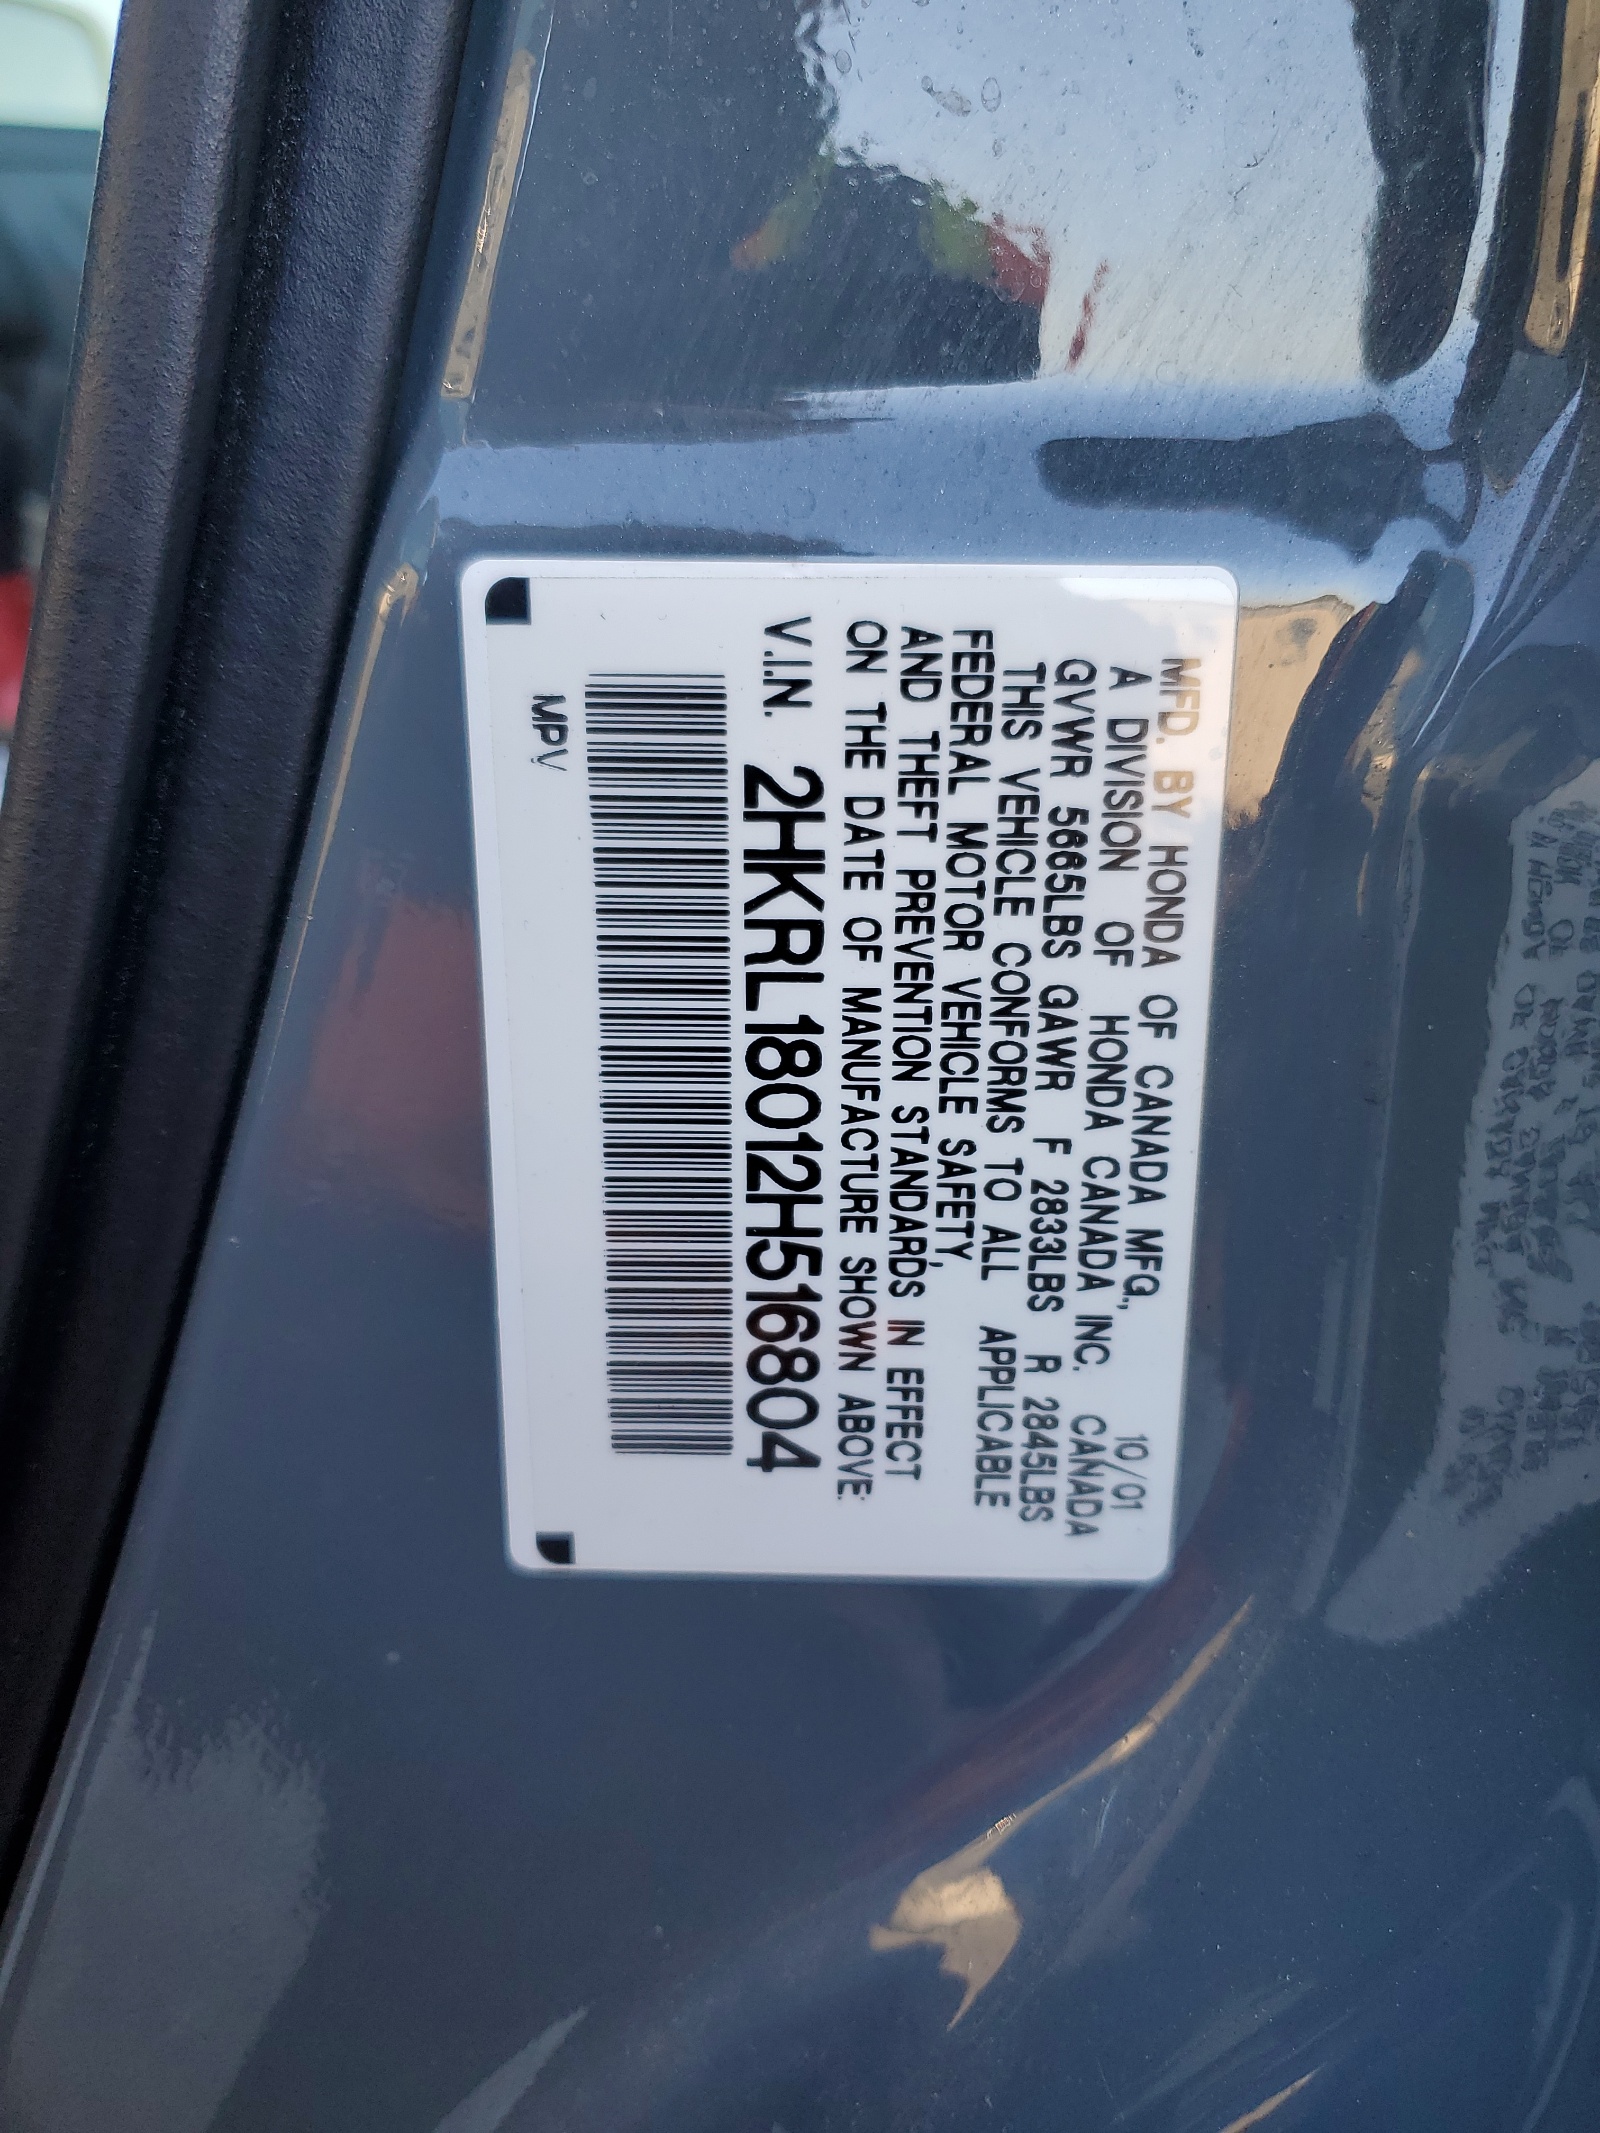 MFD. BY HONDA OF CANADA MFG., 10/01
A DIVISION OF HONDA CANADA INC. CANADA
GVWR 5665LBS GAWR F 2833LBS R 2845LBS
THIS VEHICLE CONFORMS TO ALL APPLICABLE
FEDERAL MOTOR VEHICLE SAFETY,
AND THEFT PREVENTION STANDARDS IN EFFECT
ON THE DATE OF MANUFACTURE SHOWN ABOVE:
V.I.N. 2HKRL18012H516804
MPV